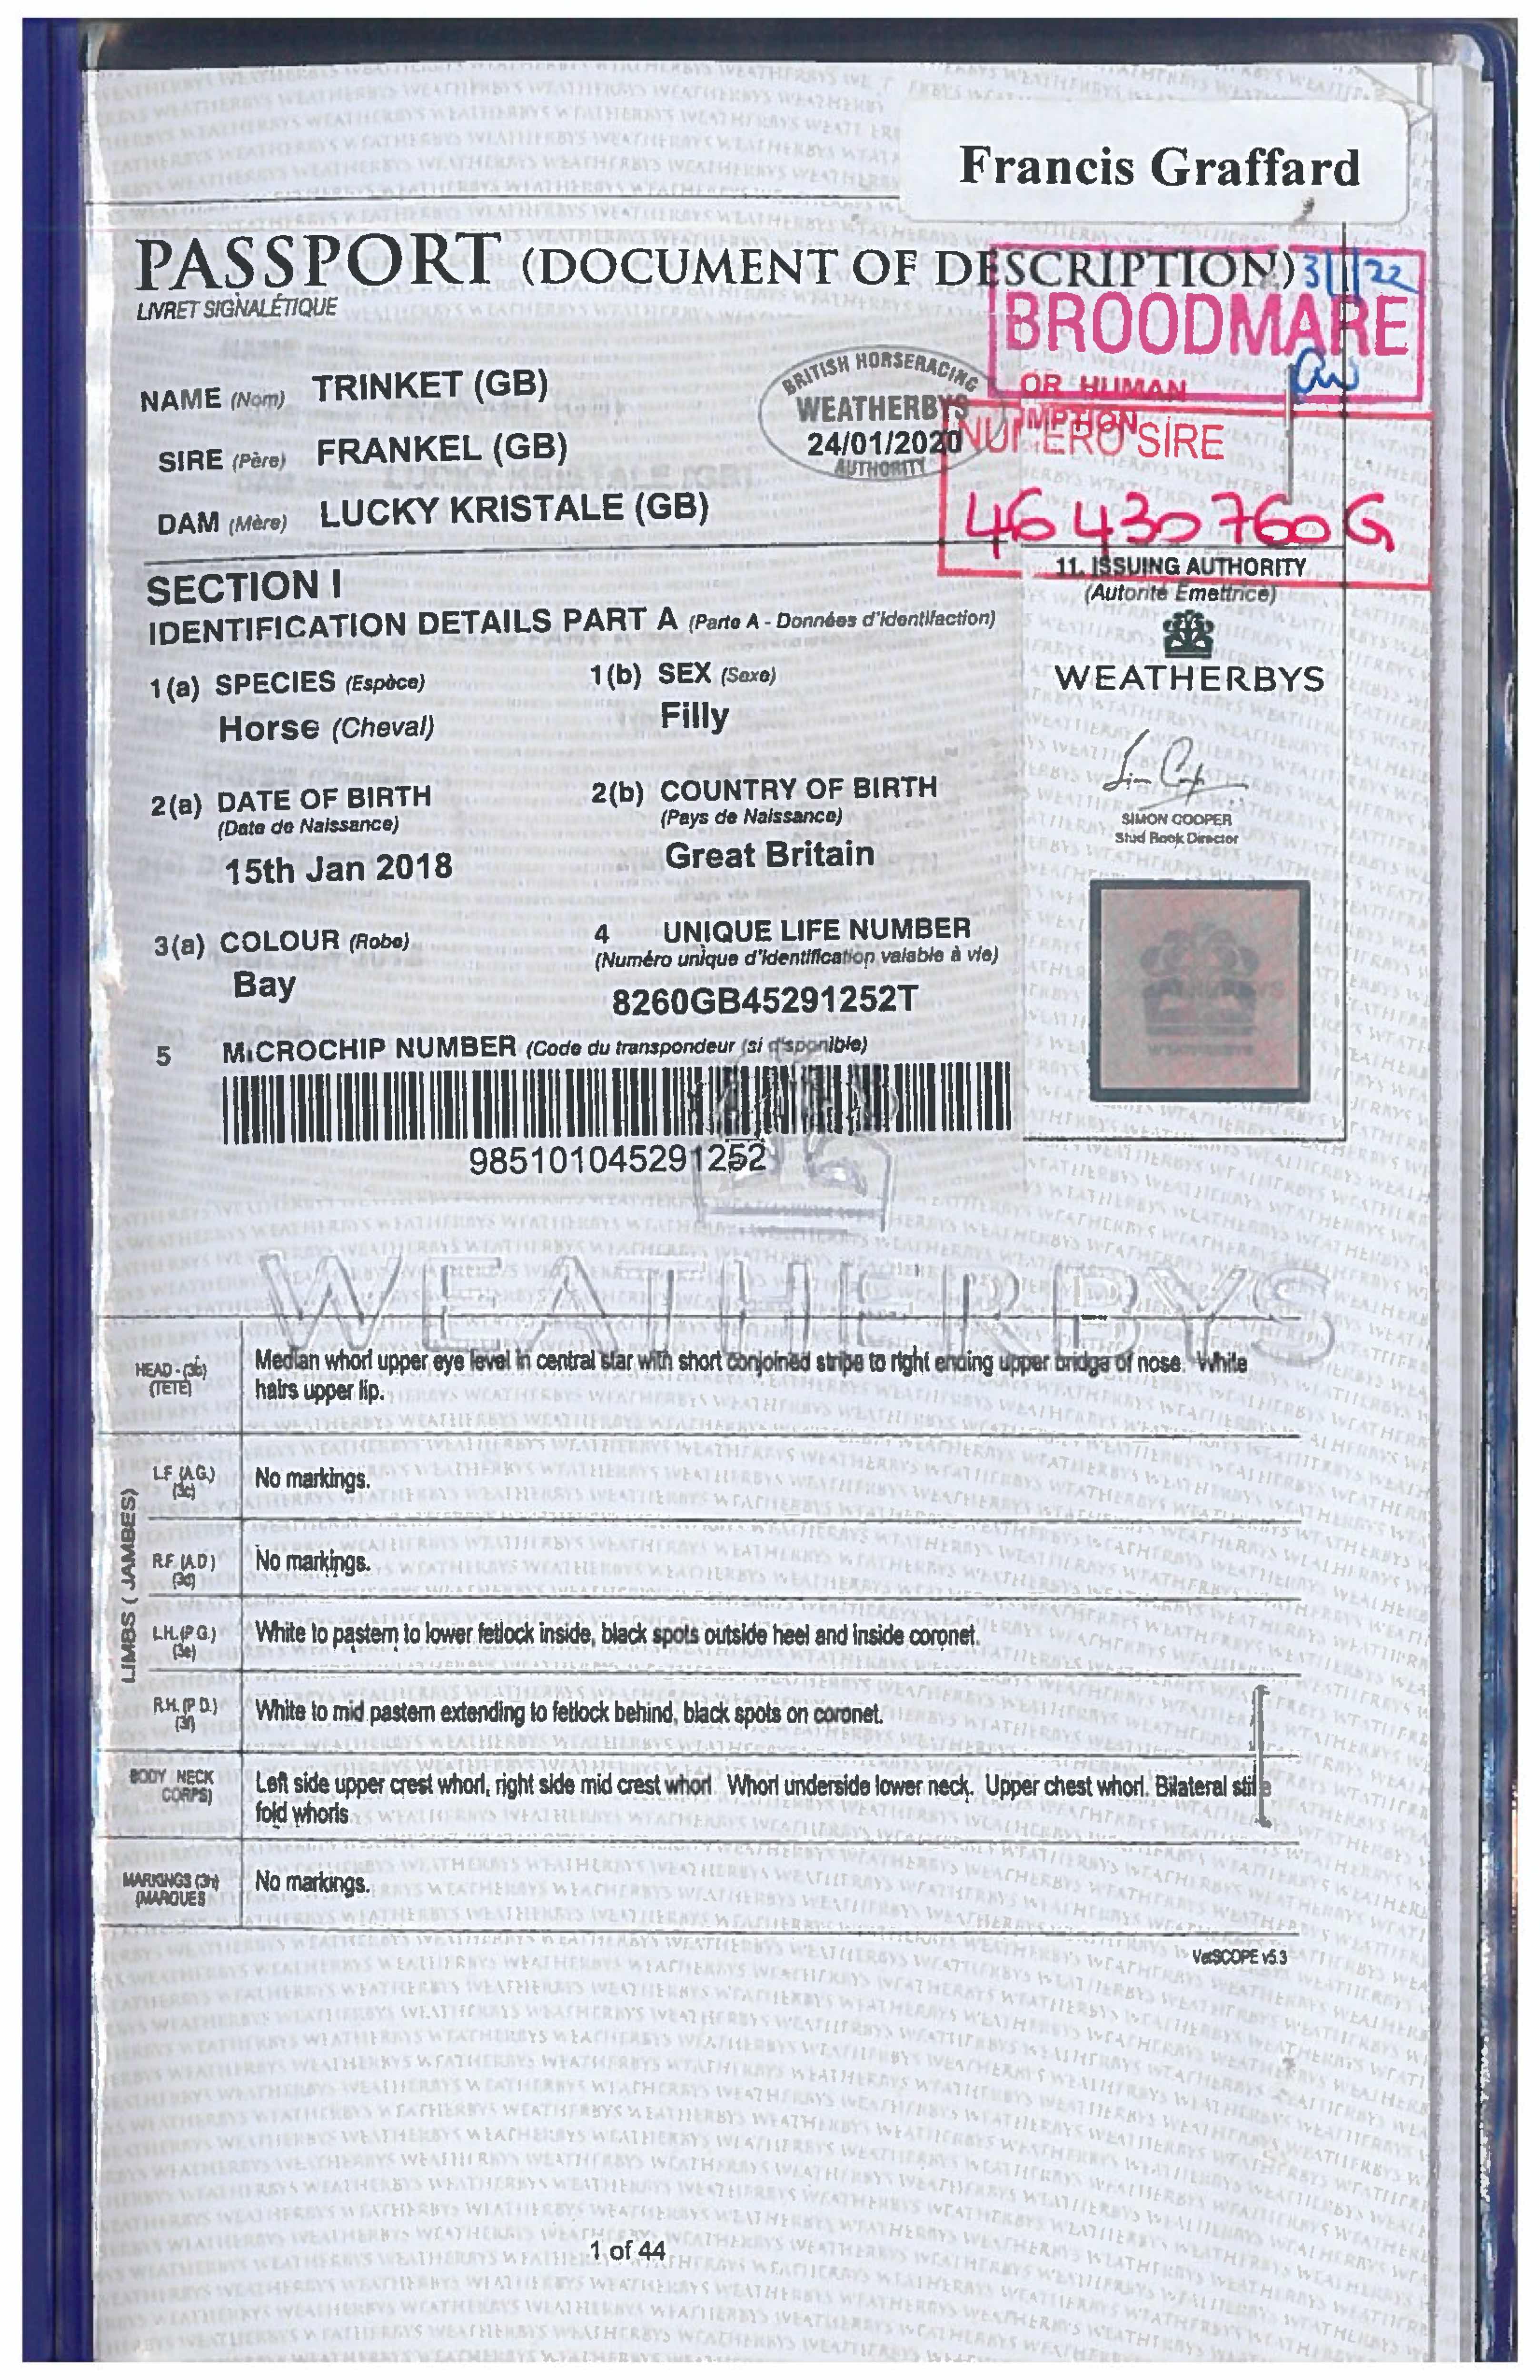 Francis Graffard
PASSPORT (DOCUMENT OF DESCRIPTION) 3/1/22
LIVRET SIGNALÉTIQUE
BROODMARE
NAME (Nom) TRINKET (GB)
BRITISH HORSERACING
WEATHERBYS
24/01/2020
AUTHORITY
OR HUMAN
MPTION
SIRE (Père) FRANKEL (GB)
NUMERO SIRE
46 430 760 G
DAM (Mère) LUCKY KRISTALE (GB)
SECTION I
IDENTIFICATION DETAILS PART A (Parte A - Données d'identifaction)
11. ISSUING AUTHORITY
(Autorité Emettrice)
WEATHERBYS
1(a) SPECIES (Espèce)
Horse (Cheval)
1(b) SEX (Sexe)
Filly
SIMON COOPER
Stud Book Director
2(a) DATE OF BIRTH
(Date de Naissance)
15th Jan 2018
2(b) COUNTRY OF BIRTH
(Pays de Naissance)
Great Britain
3(a) COLOUR (Robe)
Bay
4 UNIQUE LIFE NUMBER
(Numéro unique d'identification valable à vie)
8260GB45291252T
5 MICROCHIP NUMBER (Code du transpondeur (si disponible)
985101045291252
WEATHERBYS
HEAD - (3b)
(TETE)
Median whorl upper eye level in central star with short conjoined stripe to right ending upper bridge of nose. White
hairs upper lip.
LIMBS ( JAMBES)
L.F. (A.G.)
(3c)
No markings.
R.F. (A.D.)
(3d)
No markings.
L.H. (P.G.)
(3e)
White to pastern to lower fetlock inside, black spots outside heel and inside coronet.
R.H. (P.D.)
(3f)
White to mid pastern extending to fetlock behind, black spots on coronet.
BODY NECK
CORPS)
Left side upper crest whorl, right side mid crest whorl. Whorl underside lower neck. Upper chest whorl. Bilateral stifle
fold whorls.
MARKINGS (3h)
(MARQUES
No markings.
VetSCOPE v5.3
1 of 44